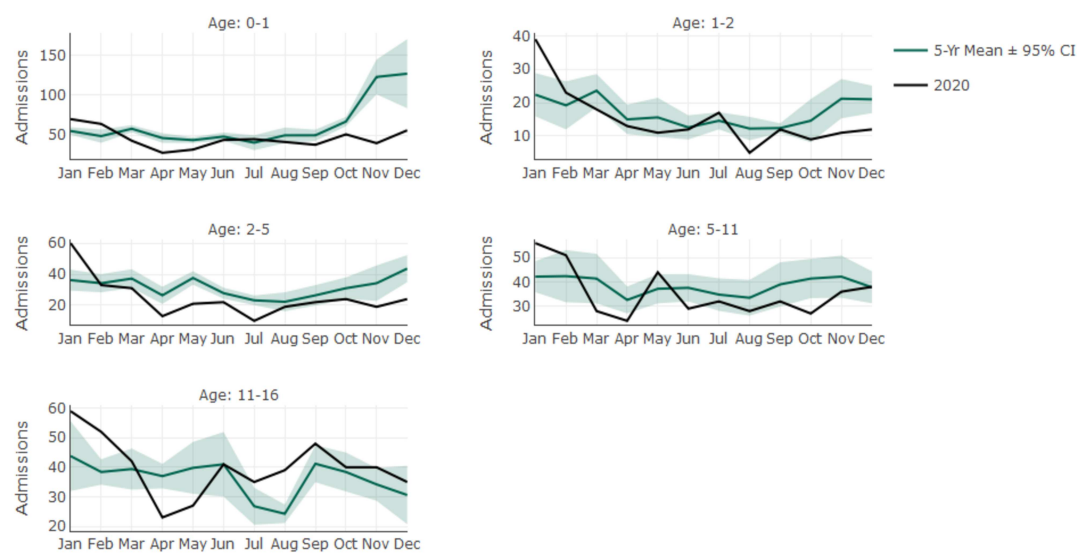 Age: 0-1
Admissions
150
100
50
Jan Feb Mar Apr May Jun Jul Aug Sep Oct Nov Dec
Age: 1-2
Admissions
40
30
20
10
Jan Feb Mar Apr May Jun Jul Aug Sep Oct Nov Dec
5-Yr Mean ± 95% CI
2020
Age: 2-5
Admissions
60
40
20
Jan Feb Mar Apr May Jun Jul Aug Sep Oct Nov Dec
Age: 5-11
Admissions
50
40
30
Jan Feb Mar Apr May Jun Jul Aug Sep Oct Nov Dec
Age: 11-16
Admissions
60
50
40
30
20
Jan Feb Mar Apr May Jun Jul Aug Sep Oct Nov Dec